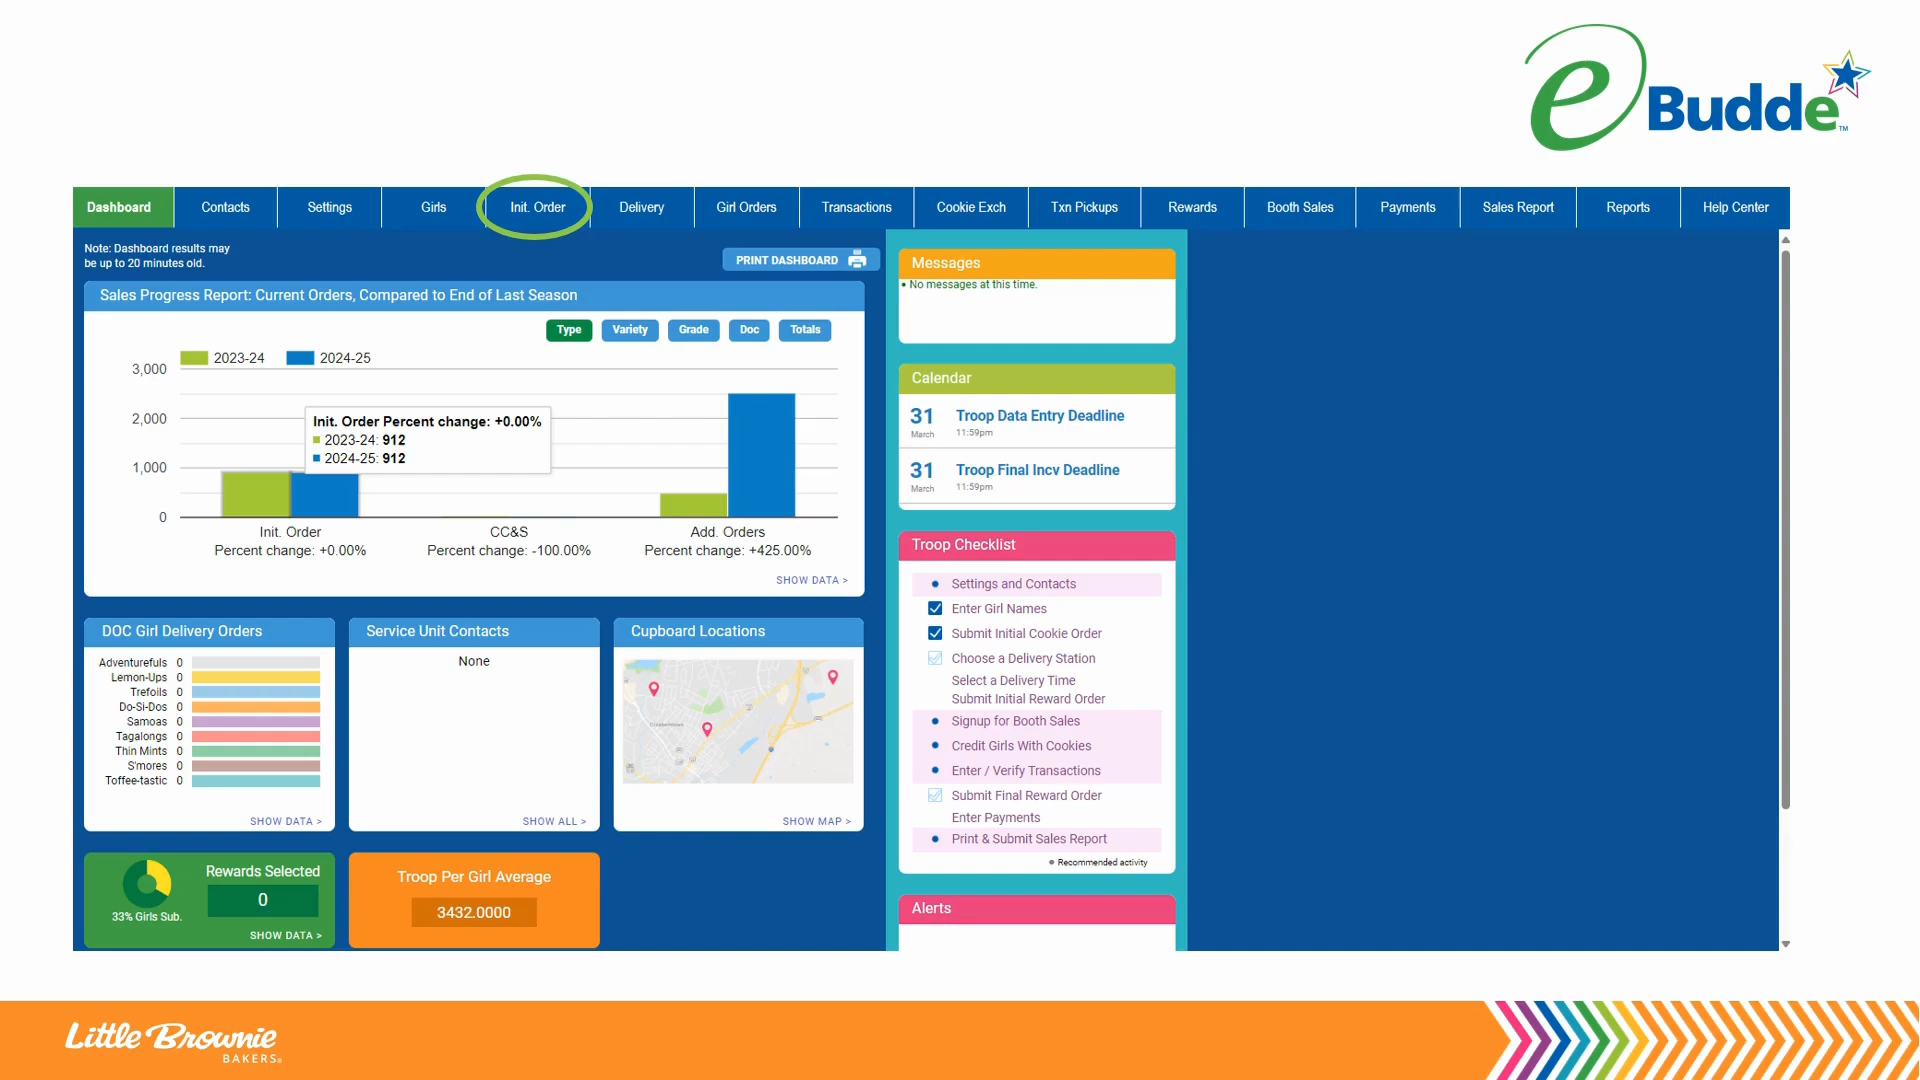 e Budde™
Dashboard Contacts Settings Girls Init. Order Delivery Girl Orders Transactions Cookie Exch Txn Pickups Rewards Booth Sales Payments Sales Report Reports Help Center
Note: Dashboard results may
be up to 20 minutes old.
PRINT DASHBOARD
Sales Progress Report: Current Orders, Compared to End of Last Season
Type Variety Grade Doc Totals
2023-24 2024-25
3,000
2,000
1,000
0
Init. Order Percent change: +0.00%
2023-24: 912
2024-25: 912
Init. Order
Percent change: +0.00%
CC&S
Percent change: -100.00%
Add. Orders
Percent change: +425.00%
SHOW DATA >
DOC Girl Delivery Orders
Adventurefuls 0
Lemon-Ups 0
Trefoils 0
Do-Si-Dos 0
Samoas 0
Tagalongs 0
Thin Mints 0
S'mores 0
Toffee-tastic 0
SHOW DATA >
Service Unit Contacts
None
SHOW ALL >
Cupboard Locations
SHOW MAP >
33% Girls Sub.
Rewards Selected
0
SHOW DATA >
Troop Per Girl Average
3432.0000
Messages
• No messages at this time.
Calendar
31 March
Troop Data Entry Deadline
11:59pm
31 March
Troop Final Incv Deadline
11:59pm
Troop Checklist
Settings and Contacts
Enter Girl Names
Submit Initial Cookie Order
Choose a Delivery Station
Select a Delivery Time
Submit Initial Reward Order
Signup for Booth Sales
Credit Girls With Cookies
Enter / Verify Transactions
Submit Final Reward Order
Enter Payments
Print & Submit Sales Report
Recommended activity
Alerts
Little Brownie
BAKERS®